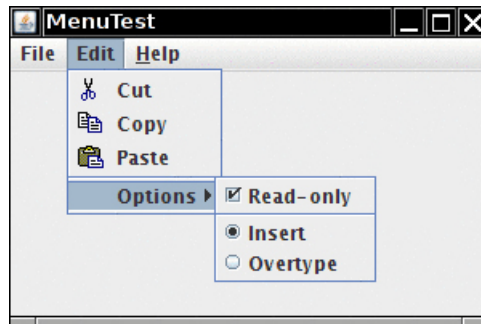 MenuTest
File Edit Help
Cut
Copy
Paste
Options Read-only
Insert
Overtype